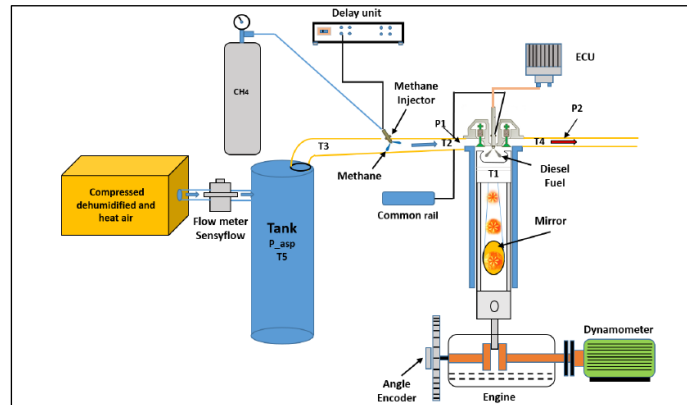 Delay unit
ECU
CH4
Methane
Injector
P1
P2
T3
T2
T4
Methane
Diesel
Fuel
T1
Compressed
dehumidified and
heat air
Flow meter
Sensyflow
Tank
P_asp
T5
Common rail
Mirror
Dynamometer
Angle
Encoder
Engine